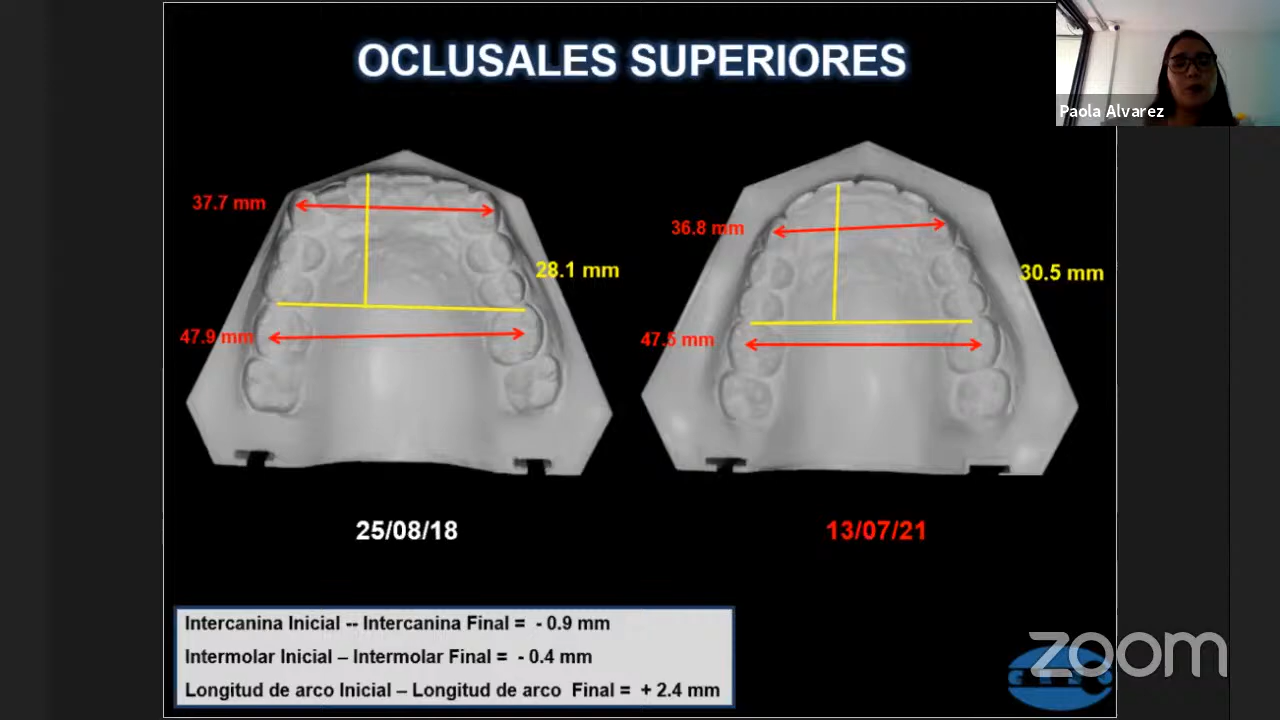 OCLUSALES SUPERIORES
Paola Alvarez
37.7 mm
28.1 mm
47.9 mm
36.8 mm
30.5 mm
47.5 mm
25/08/18
13/07/21
Intercanina Inicial -- Intercanina Final = - 0.9 mm
Intermolar Inicial – Intermolar Final = - 0.4 mm
Longitud de arco Inicial – Longitud de arco Final = + 2.4 mm
zoom